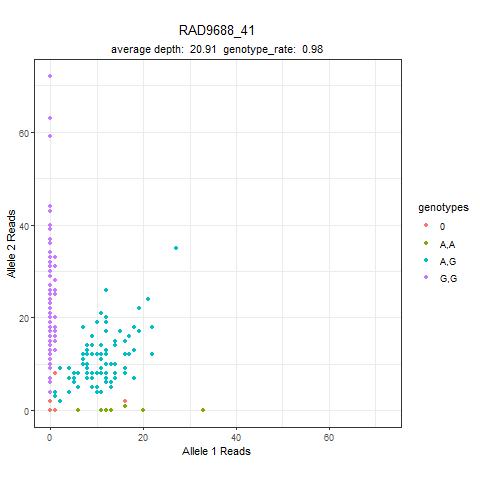 RAD9688_41
average depth:  20.91  genotype_rate:  0.98
Allele 2 Reads
60
40
20
0
0 20 40 60
Allele 1 Reads
genotypes
0
A,A
A,G
G,G